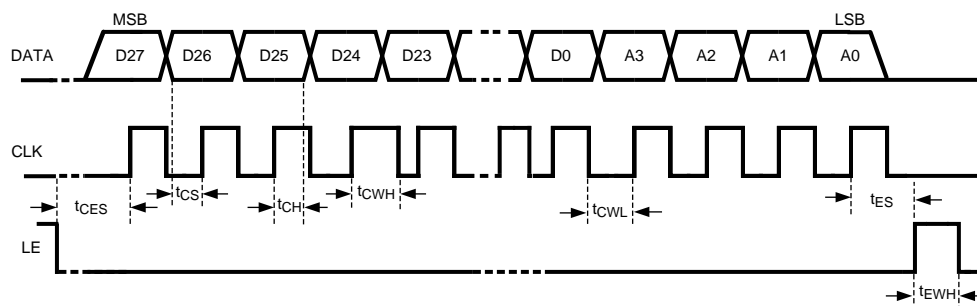 MSB LSB
DATA D27 D26 D25 D24 D23 D0 A3 A2 A1 A0
CLK
tCES tCS tCH tCWH tCWL tES
LE
tEWH